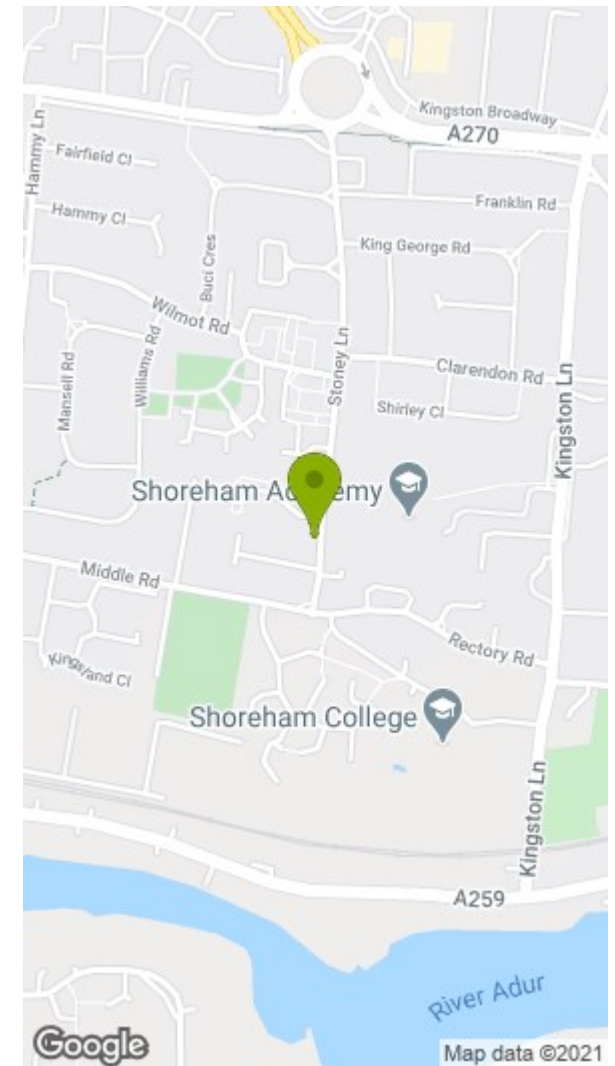 Kingston Broadway
A270
Hammy Ln
Fairfield Cl
Franklin Rd
Hammy Cl
King George Rd
Buci Cres
Wilmot Rd
Stoney Ln
Clarendon Rd
Mansell Rd
Williams Rd
Shirley Cl
Kingston Ln
Shoreham Academy
Middle Rd
Rectory Rd
Kingsland Cl
Shoreham College
Kingston Ln
A259
River Adur
Google
Map data ©2021